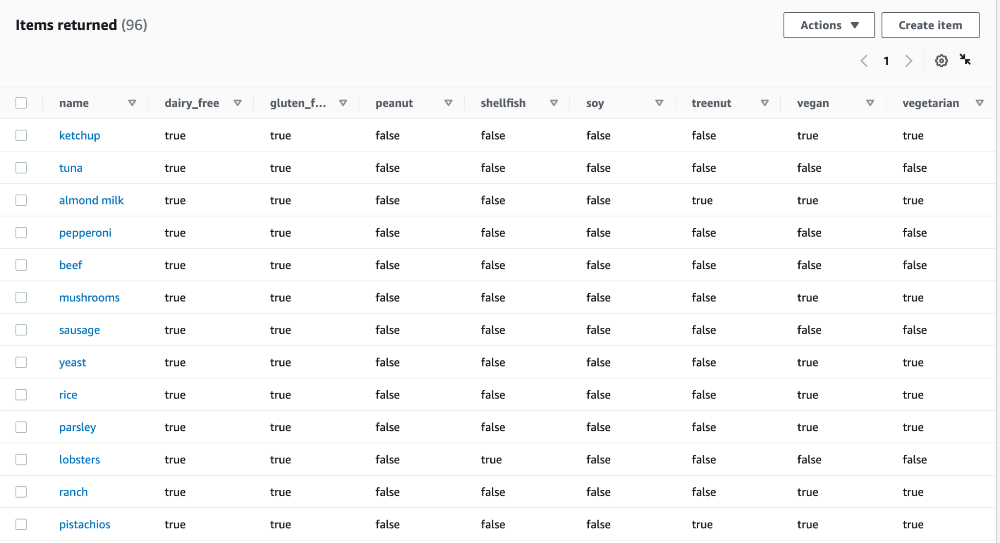 Items returned (96)
Actions
Create item
1
name dairy_free gluten_f... peanut shellfish soy treenut vegan vegetarian
ketchup true true false false false false true true
tuna true true false false false false false false
almond milk true true false false false true true true
pepperoni true true false false false false false false
beef true true false false false false false false
mushrooms true true false false false false true true
sausage true true false false false false false false
yeast true true false false false false true true
rice true true false false false false true true
parsley true true false false false false true true
lobsters true true false true false false false false
ranch true true false false false false true true
pistachios true true false false false true true true